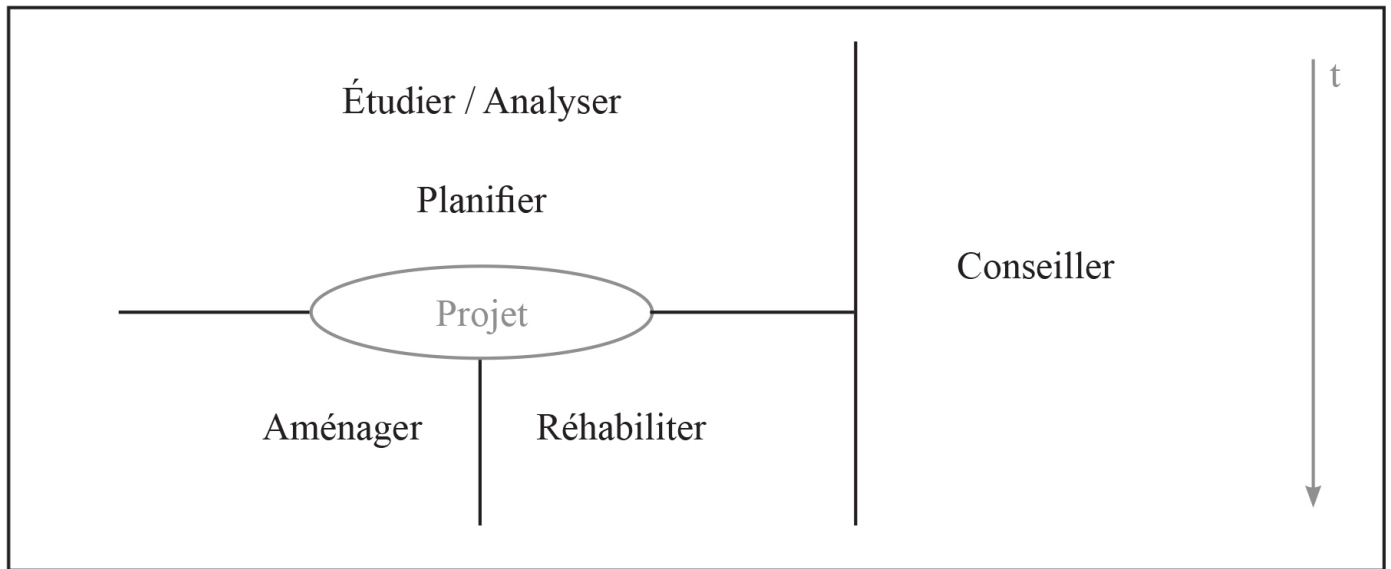 t
Étudier / Analyser
Planifier
Conseiller
Projet
Aménager
Réhabiliter